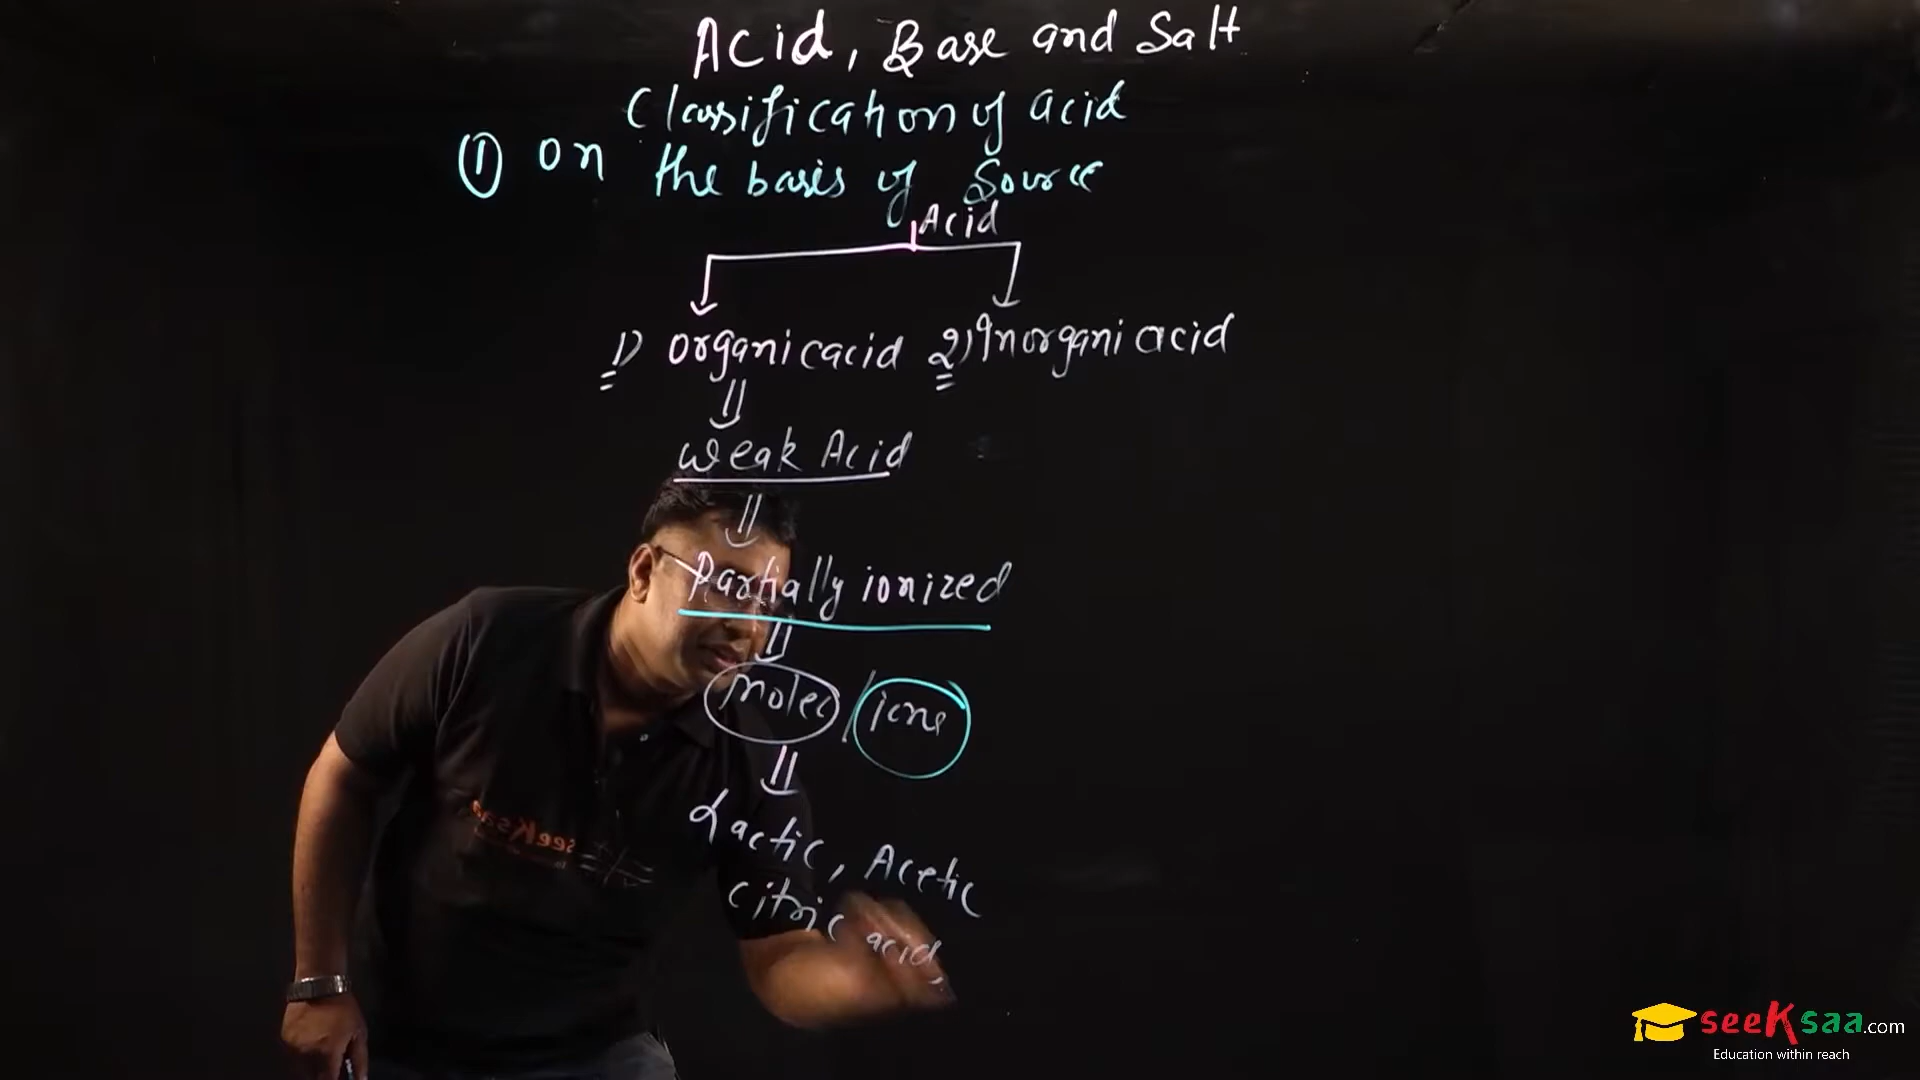 Acid, Base and Salt
Classification of acid
① on the basis of Source
Acid
1) organic acid 2) Inorgani acid
weak Acid
Partially ionized
molec / ions
Lactic, Acetic
citric acid,
seeKsaa
seeKsaa.com
Education within reach